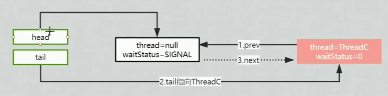 head
tail
thread=null
waitStatus=SIGNAL
1.prev
3.next
thread=ThreadC
waitStatus=0
2.tail指向ThreadC